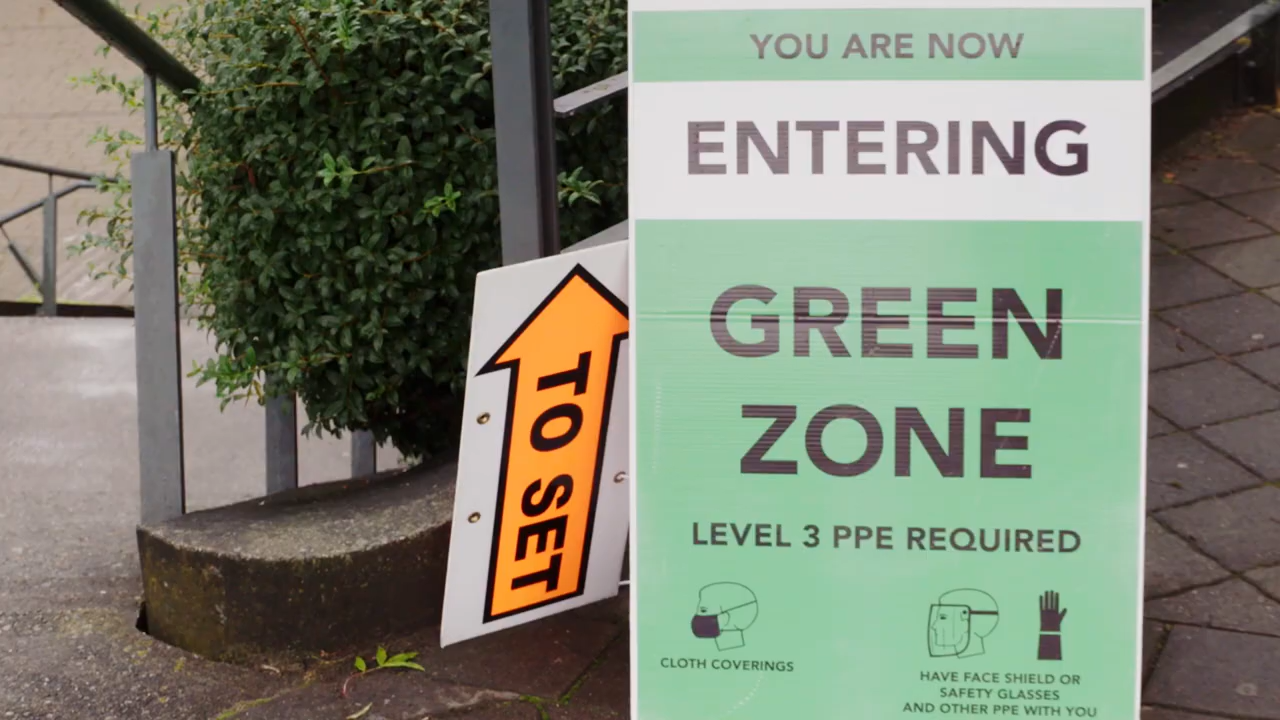 YOU ARE NOW
ENTERING
GREEN
ZONE
LEVEL 3 PPE REQUIRED
CLOTH COVERINGS
HAVE FACE SHIELD OR
SAFETY GLASSES
AND OTHER PPE WITH YOU
TO SET